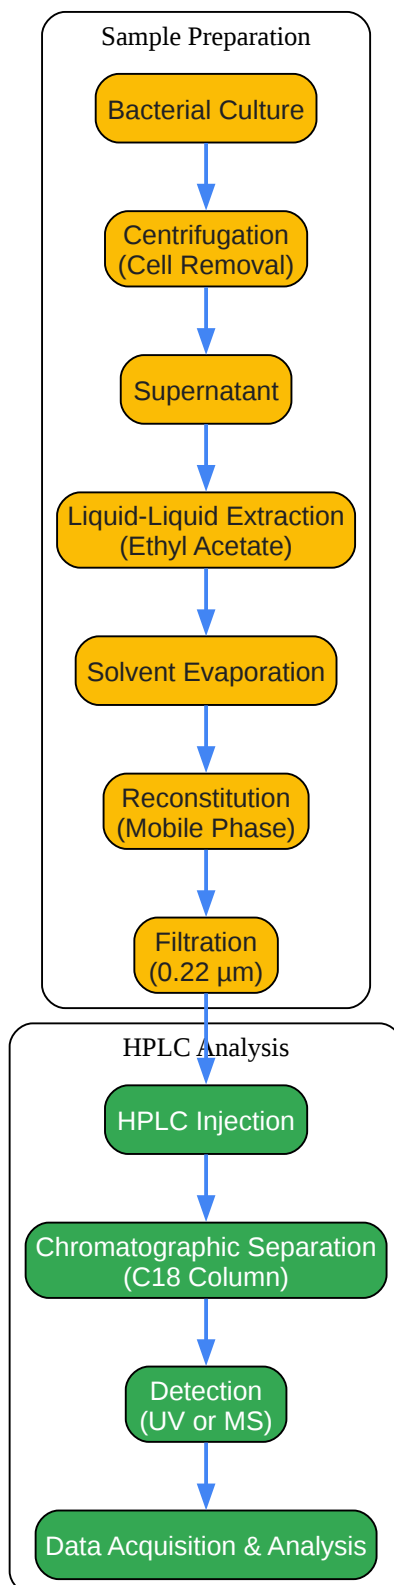 Sample Preparation
Bacterial Culture
Centrifugation
(Cell Removal)
Supernatant
Liquid-Liquid Extraction
(Ethyl Acetate)
Solvent Evaporation
Reconstitution
(Mobile Phase)
Filtration
(0.22 µm)
HPLC Analysis
HPLC Injection
Chromatographic Separation
(C18 Column)
Detection
(UV or MS)
Data Acquisition & Analysis